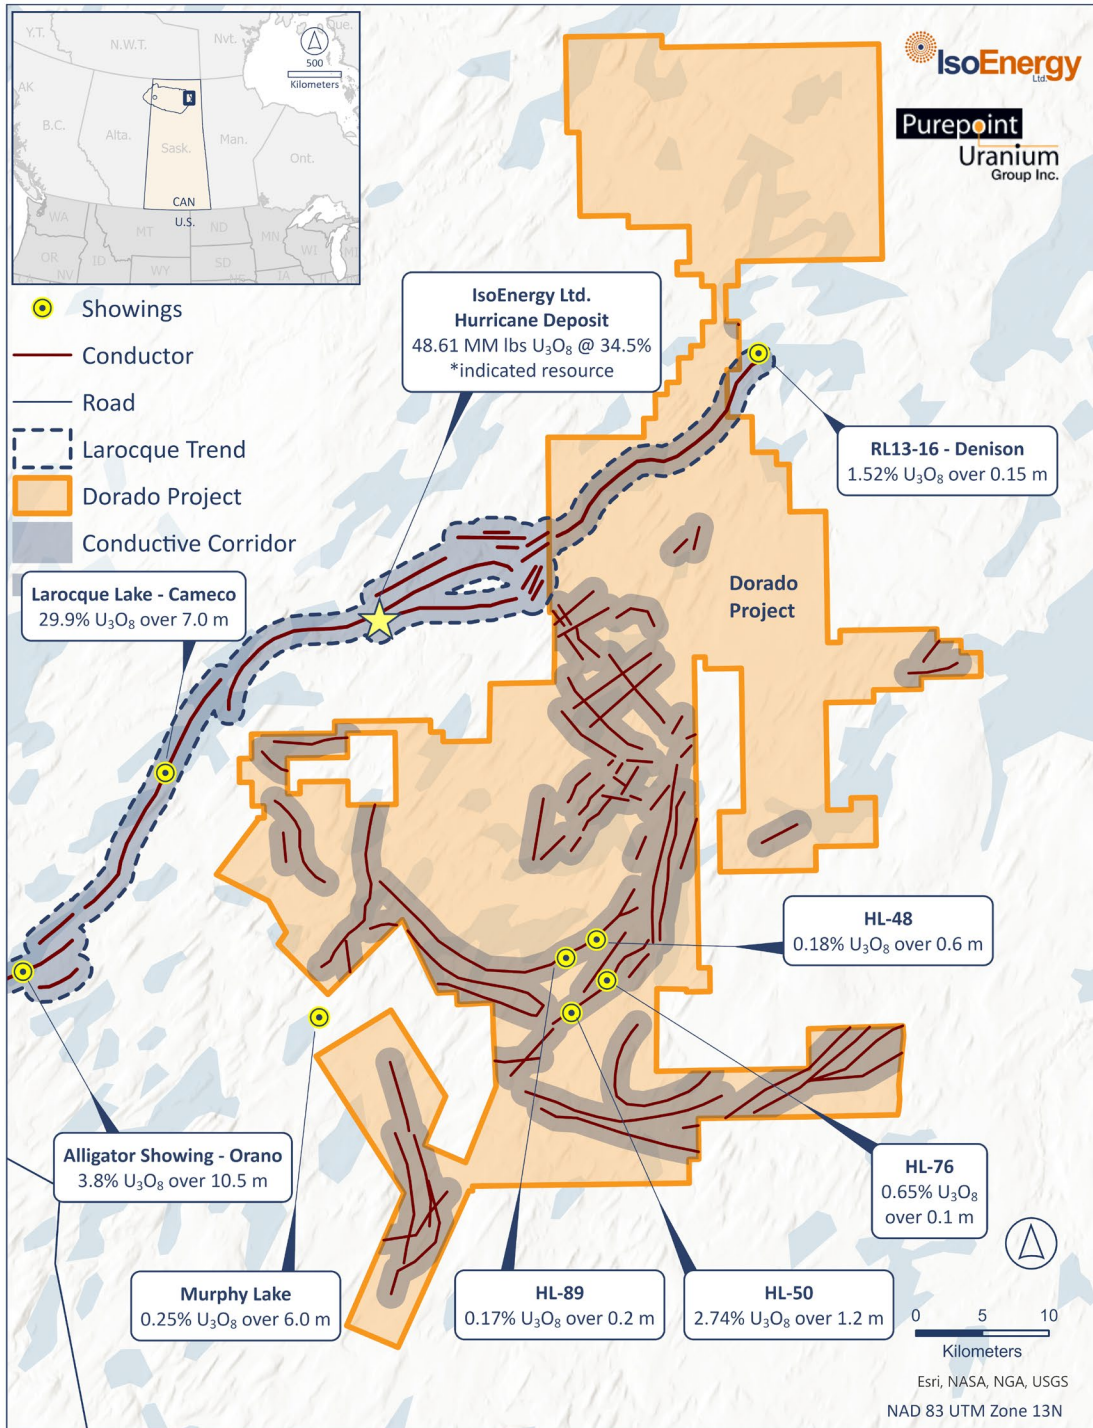 Y.T.
N.W.T.
Nvt.
Que.
AK
500
Kilometers
B.C.
Alta.
Sask.
Man.
Ont.
CAN
U.S.
WA
MT
ND
MN
OR
ID
WY
SD
WI
MI
NV
IA
IL
IsoEnergy
Ltd.
Purepoint
Uranium
Group Inc.
Showings
Conductor
Road
Larocque Trend
Dorado Project
Conductive Corridor
IsoEnergy Ltd.
Hurricane Deposit
48.61 MM lbs U₃O₈ @ 34.5%
*indicated resource
RL13-16 - Denison
1.52% U₃O₈ over 0.15 m
Larocque Lake - Cameco
29.9% U₃O₈ over 7.0 m
Dorado
Project
HL-48
0.18% U₃O₈ over 0.6 m
Alligator Showing - Orano
3.8% U₃O₈ over 10.5 m
HL-76
0.65% U₃O₈
over 0.1 m
Murphy Lake
0.25% U₃O₈ over 6.0 m
HL-89
0.17% U₃O₈ over 0.2 m
HL-50
2.74% U₃O₈ over 1.2 m
0 5 10
Kilometers
Esri, NASA, NGA, USGS
NAD 83 UTM Zone 13N